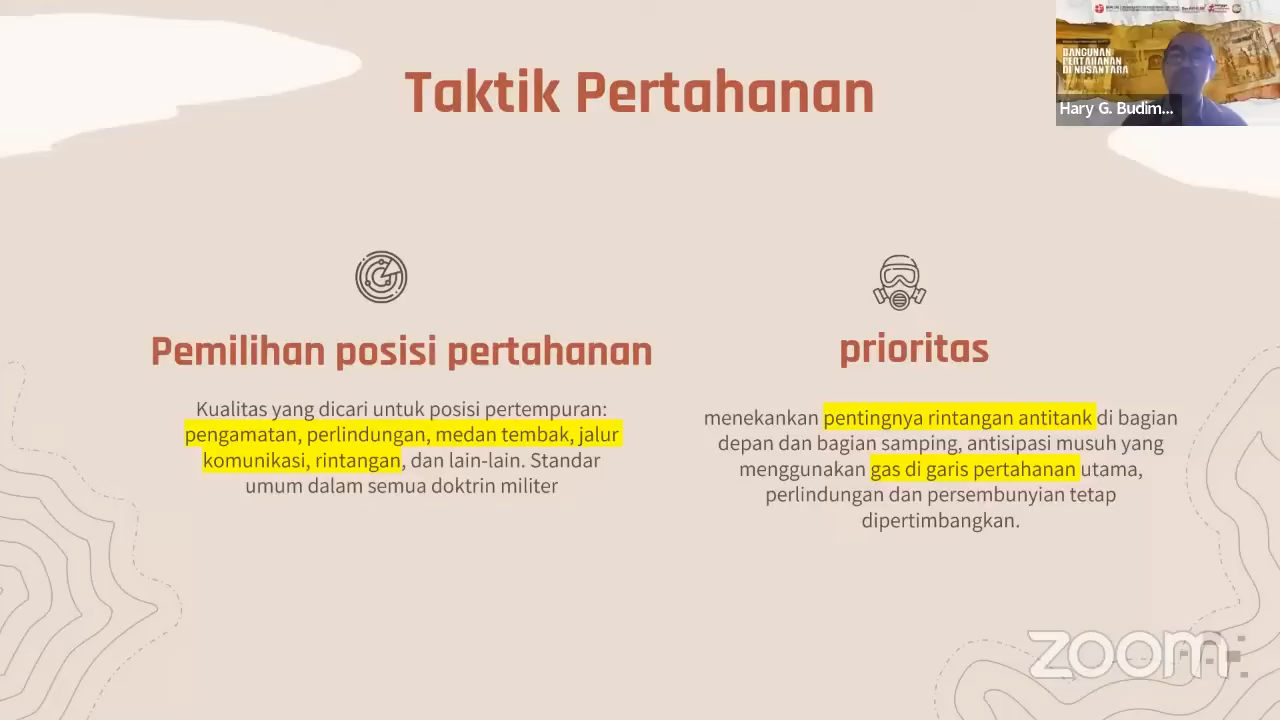 Taktik Pertahanan
BANGUNAN
PERTAHANAN
DI NUSANTARA
Hary G. Budim...
Pemilihan posisi pertahanan
Kualitas yang dicari untuk posisi pertempuran:
pengamatan, perlindungan, medan tembak, jalur
komunikasi, rintangan, dan lain-lain. Standar
umum dalam semua doktrin militer
prioritas
menekankan pentingnya rintangan antitank di bagian
depan dan bagian samping, antisipasi musuh yang
menggunakan gas di garis pertahanan utama,
perlindungan dan persembunyian tetap
dipertimbangkan.
zoom